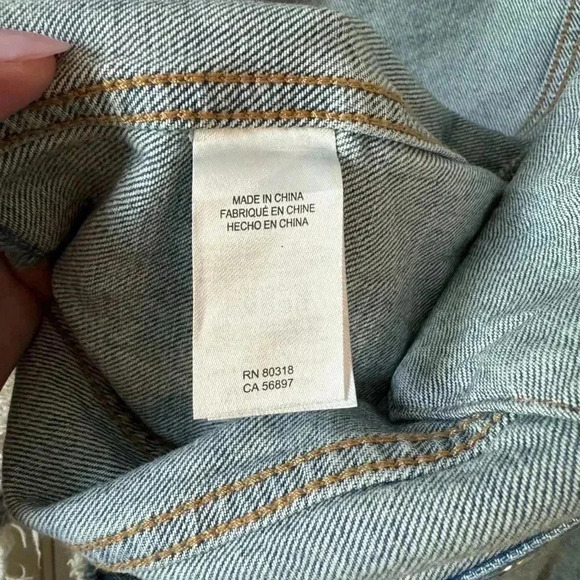 MADE IN CHINA
FABRIQUÉ EN CHINE
HECHO EN CHINA
RN 80318
CA 56897